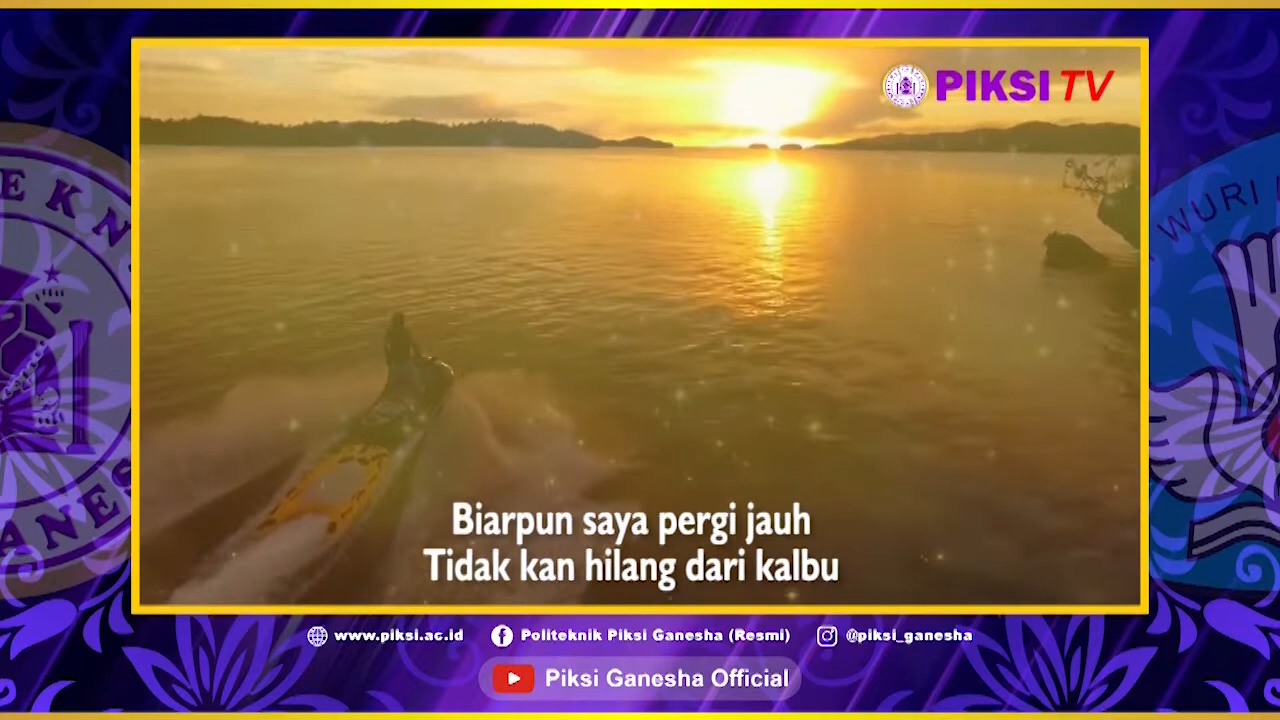 PIKSI TV
WURI
Biarpun saya pergi jauh
Tidak kan hilang dari kalbu
www.piksi.ac.id
Politeknik Piksi Ganesha (Resmi)
@piksi_ganesha
Piksi Ganesha Official